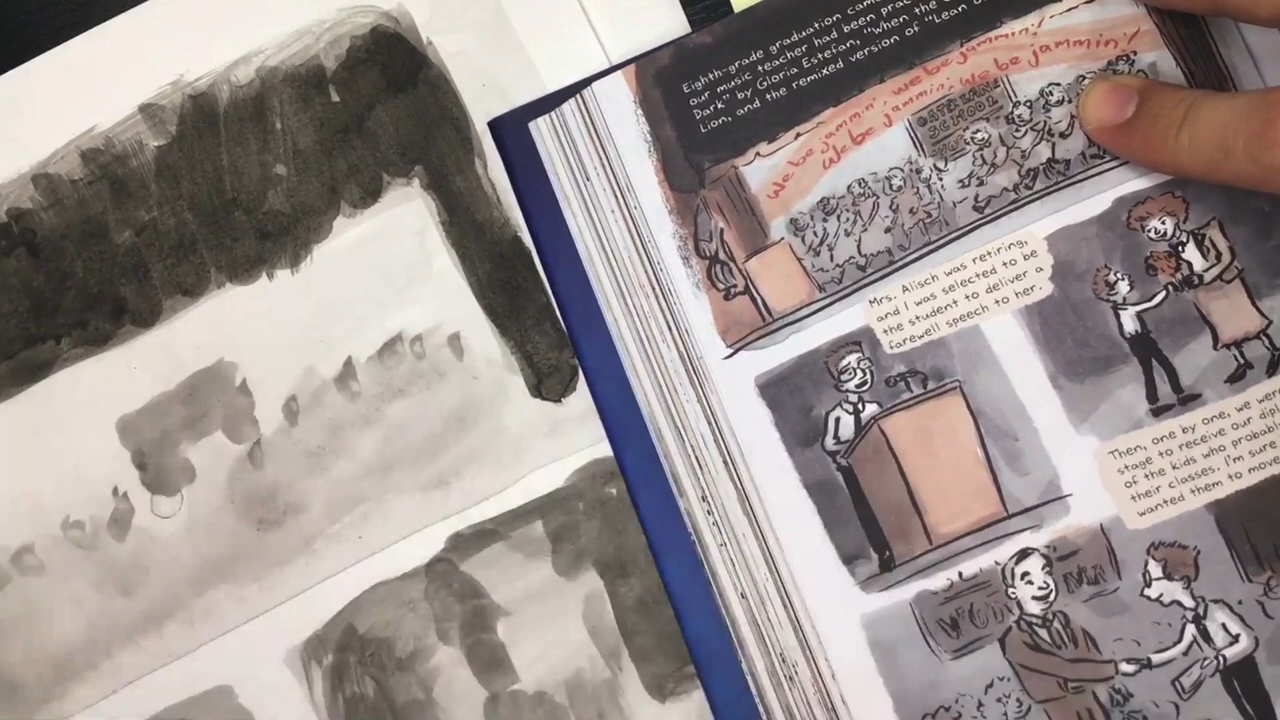 Eighth-grade graduation came
our music teacher had been prac
Dark" by Gloria Estefan, "When the
Lion, and the remixed version of "Lean O
We be jammin', we be jammin'!
We be jammin', we be jammin'!
SCHOOL
Mrs. Alisch was retiring,
and I was selected to be
the student to deliver a
farewell speech to her.
Then, one by one, we were
stage to receive our dip
of the kids who probabl
their classes. I'm sure
wanted them to move